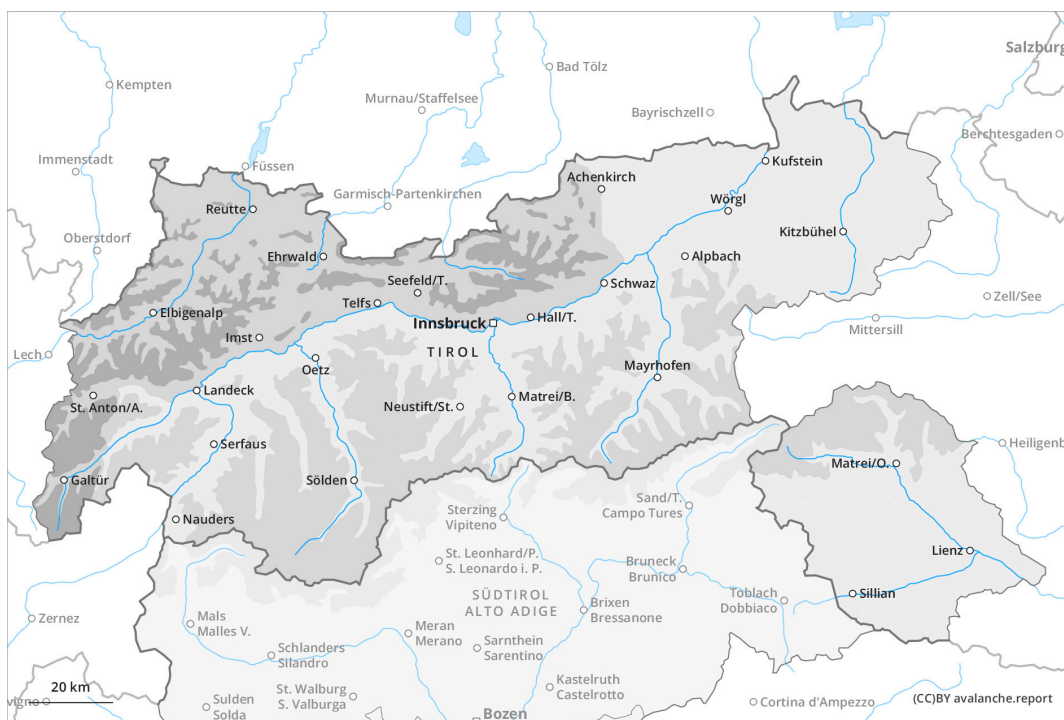 Salzburg
Kempten
Bad Tölz
Murnau/Staffelsee
Bayrischzell
Berchtesgaden
Immenstadt
Füssen
Garmisch-Partenkirchen
Achenkirch
Kufstein
Reutte
Wörgl
Oberstdorf
Kitzbühel
Ehrwald
Seefeld/T.
Alpbach
Schwaz
Zell/See
Telfs
Elbigenalp
Innsbruck
Hall/T.
Mittersill
Imst
TIROL
Lech
Oetz
Mayrhofen
Landeck
St. Anton/A.
Neustift/St.
Matrei/B.
Serfaus
Heiligenb
Matrei/O.
Galtür
Sölden
Sand/T.
Campo Tures
Nauders
Sterzing
Vipiteno
St. Leonhard/P.
S. Leonardo i. P.
Lienz
Bruneck
Brunico
SÜDTIROL
ALTO ADIGE
Sillian
Toblach
Dobbiaco
Brixen
Bressanone
Zernez
Mals
Malles V.
Meran
Merano
Sarnthein
Sarentino
Schlanders
Silandro
Kastelruth
Castelrotto
20 km
St. Walburg
S. Valburga
vigno
Sulden
Solda
Cortina d'Ampezzo
(CC)BY avalanche.report
Bozen